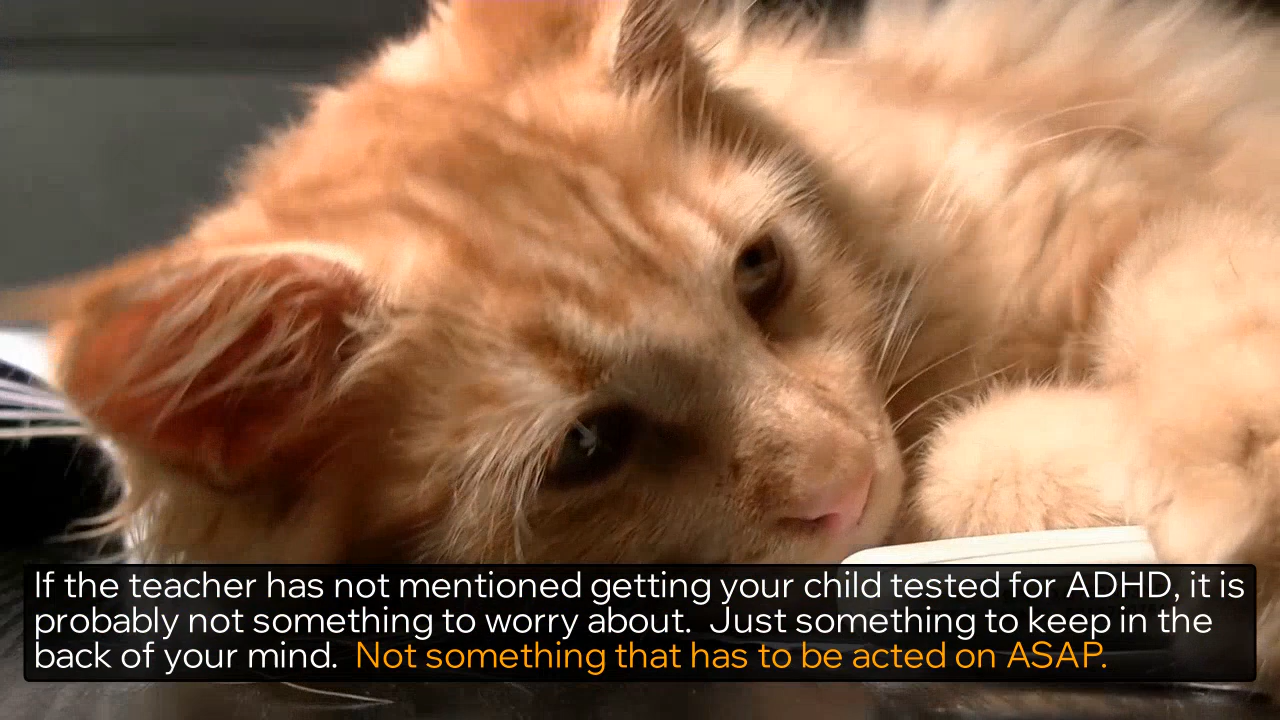 If the teacher has not mentioned getting your child tested for ADHD, it is
probably not something to worry about.  Just something to keep in the
back of your mind.  Not something that has to be acted on ASAP.